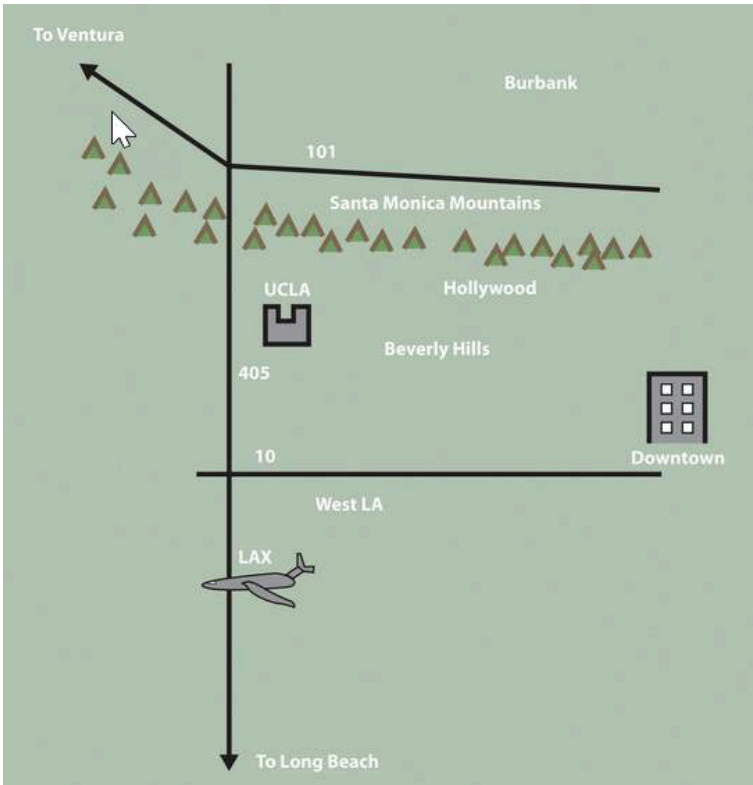 To Ventura
Burbank
101
Santa Monica Mountains
UCLA
Hollywood
Beverly Hills
405
10
Downtown
West LA
LAX
To Long Beach